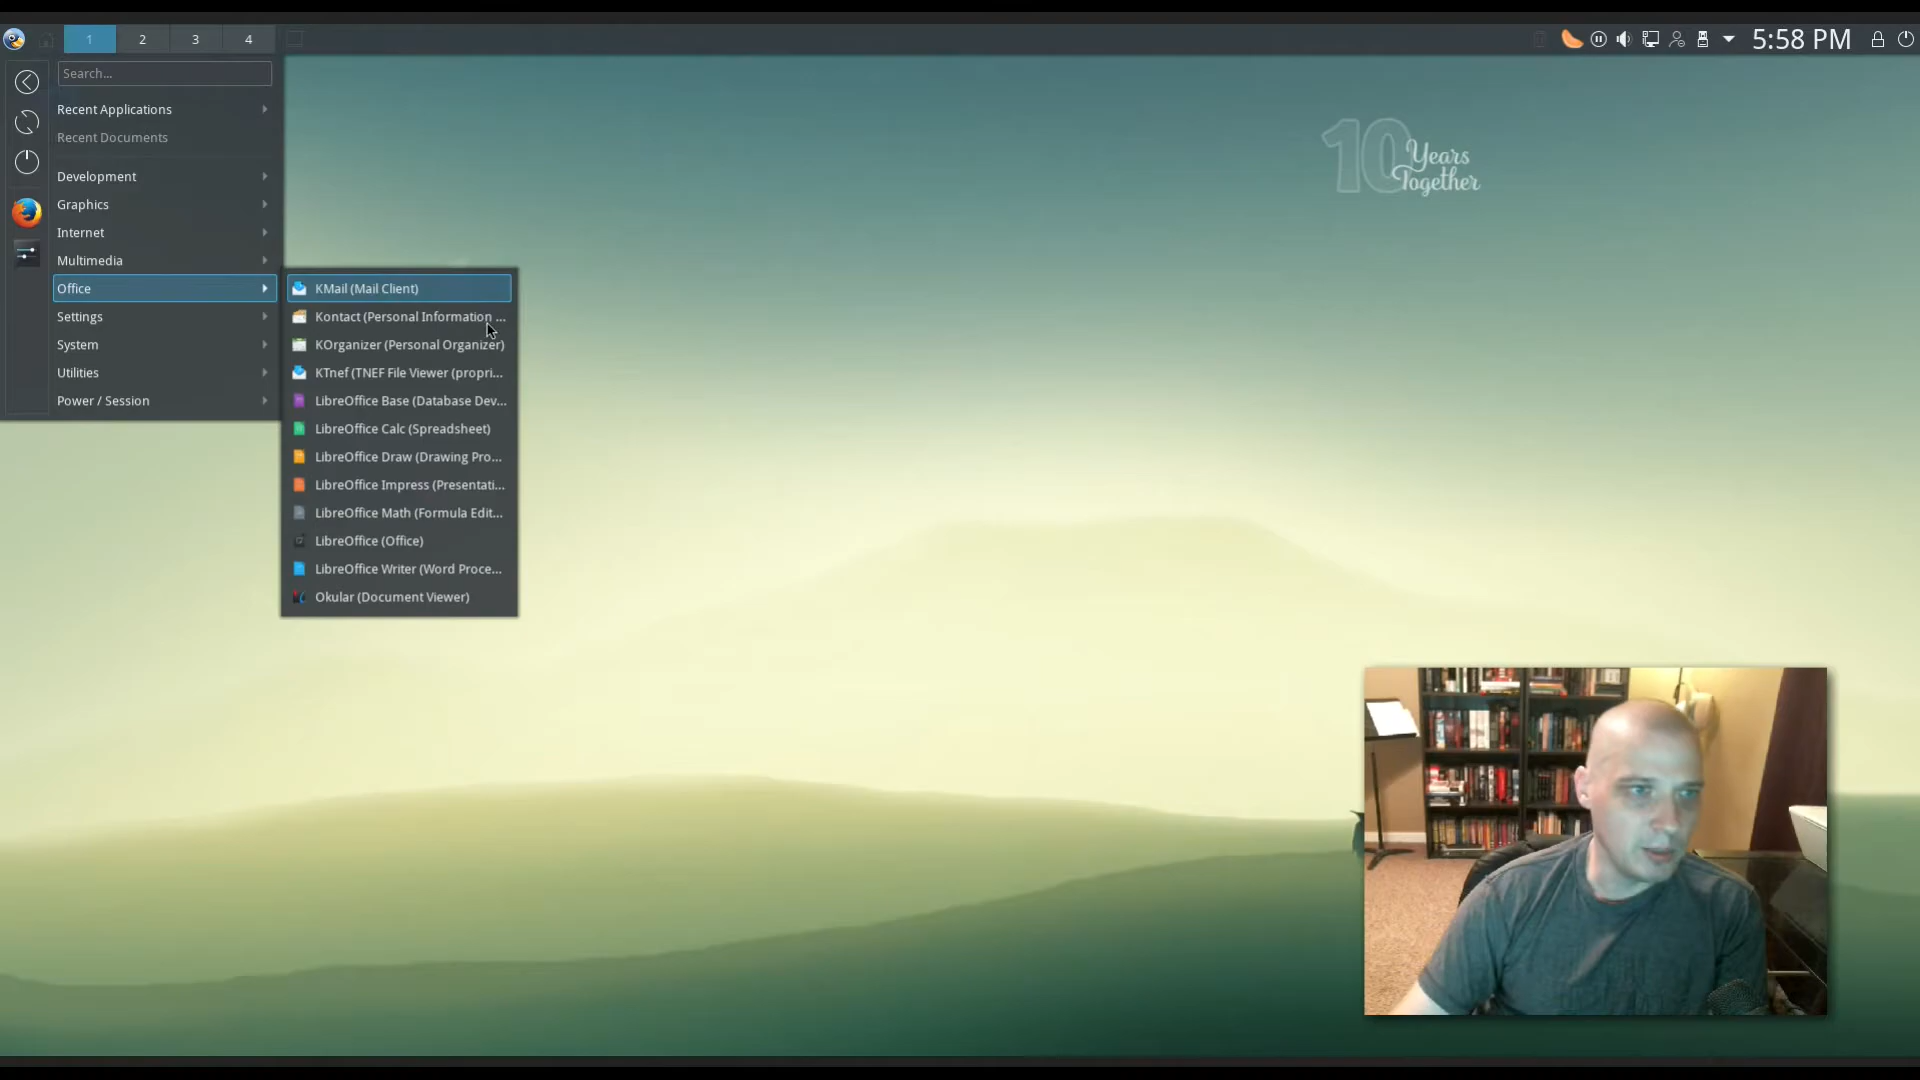 1
2
3
4
5:58 PM
Search...
Recent Applications
Recent Documents
Development
Graphics
Internet
Multimedia
Office
Settings
System
Utilities
Power / Session
KMail (Mail Client)
Kontact (Personal Information ...
KOrganizer (Personal Organizer)
KTnef (TNEF File Viewer (propri...
LibreOffice Base (Database Dev...
LibreOffice Calc (Spreadsheet)
LibreOffice Draw (Drawing Pro...
LibreOffice Impress (Presentati...
LibreOffice Math (Formula Edit...
LibreOffice (Office)
LibreOffice Writer (Word Proce...
Okular (Document Viewer)
10 Years
Together